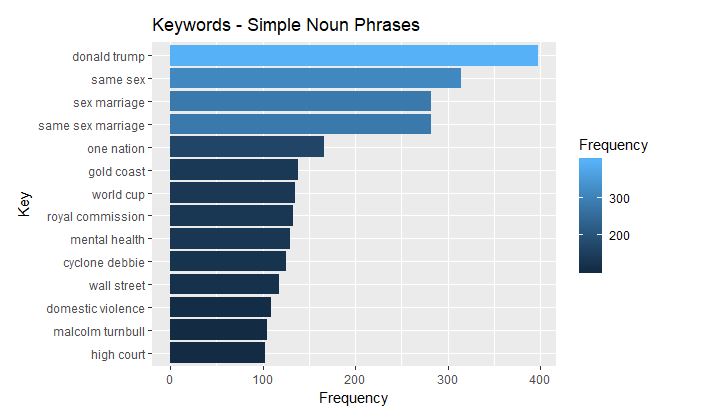 Keywords - Simple Noun Phrases
donald trump
same sex
sex marriage
same sex marriage
one nation
gold coast
world cup
royal commission
mental health
cyclone debbie
wall street
domestic violence
malcolm turnbull
high court
Key
0 100 200 300 400
Frequency
Frequency
300
200